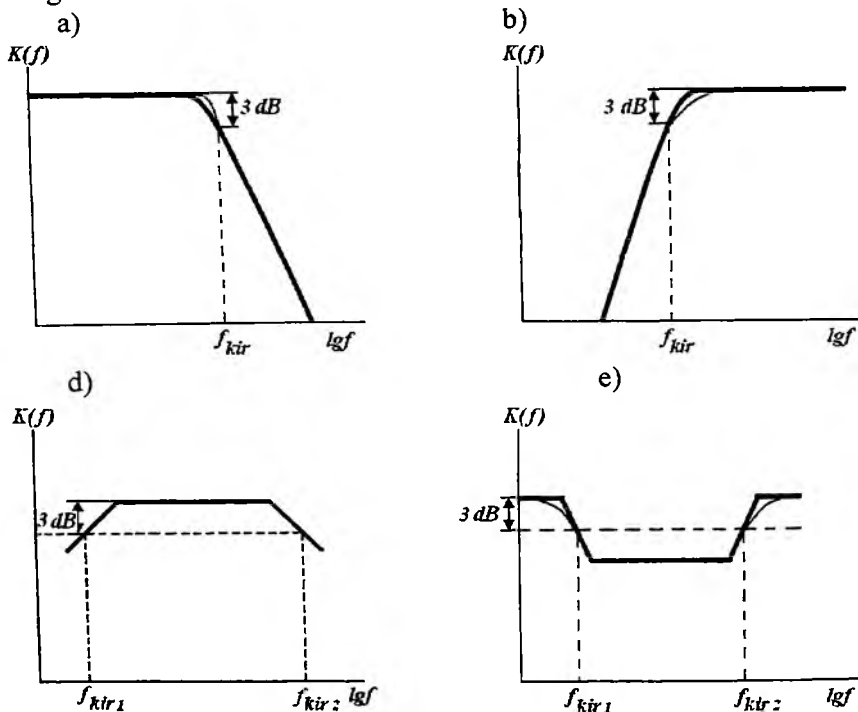 a)
K(f)
3 dB
f_kir
lgf
b)
K(f)
3 dB
f_kir
lgf
d)
K(f)
3 dB
f_kir 1
f_kir 2
lgf
e)
K(f)
3 dB
f_kir 1
f_kir 2
lgf